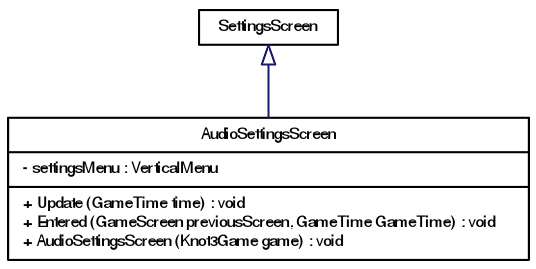 SettingsScreen
AudioSettingsScreen
- settingsMenu : VerticalMenu
+ Update (GameTime time) : void
+ Entered (GameScreen previousScreen, GameTime GameTime) : void
+ AudioSettingsScreen (Knot3Game game) : void